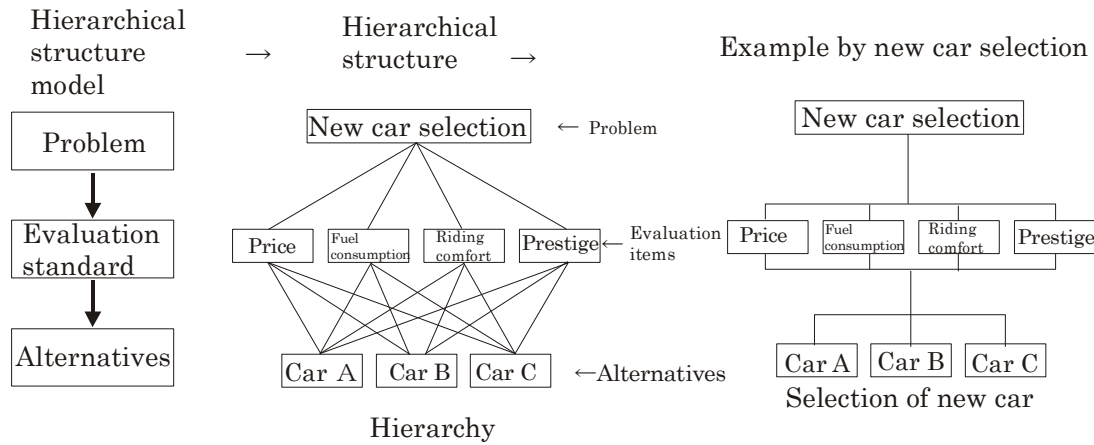 Hierarchical
structure
model
→
Hierarchical
structure
→
Example by new car selection
Problem
Evaluation
standard
Alternatives
New car selection
← Problem
Price
Fuel
consumption
Riding
comfort
Prestige
← Evaluation
items
Car A
Car B
Car C
←Alternatives
Hierarchy
New car selection
Price
Fuel
consumption
Riding
comfort
Prestige
Car A
Car B
Car C
Selection of new car